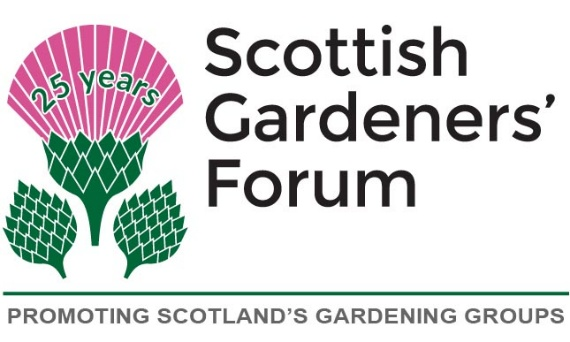 25 years
Scottish
Gardeners’
Forum
PROMOTING SCOTLAND'S GARDENING GROUPS